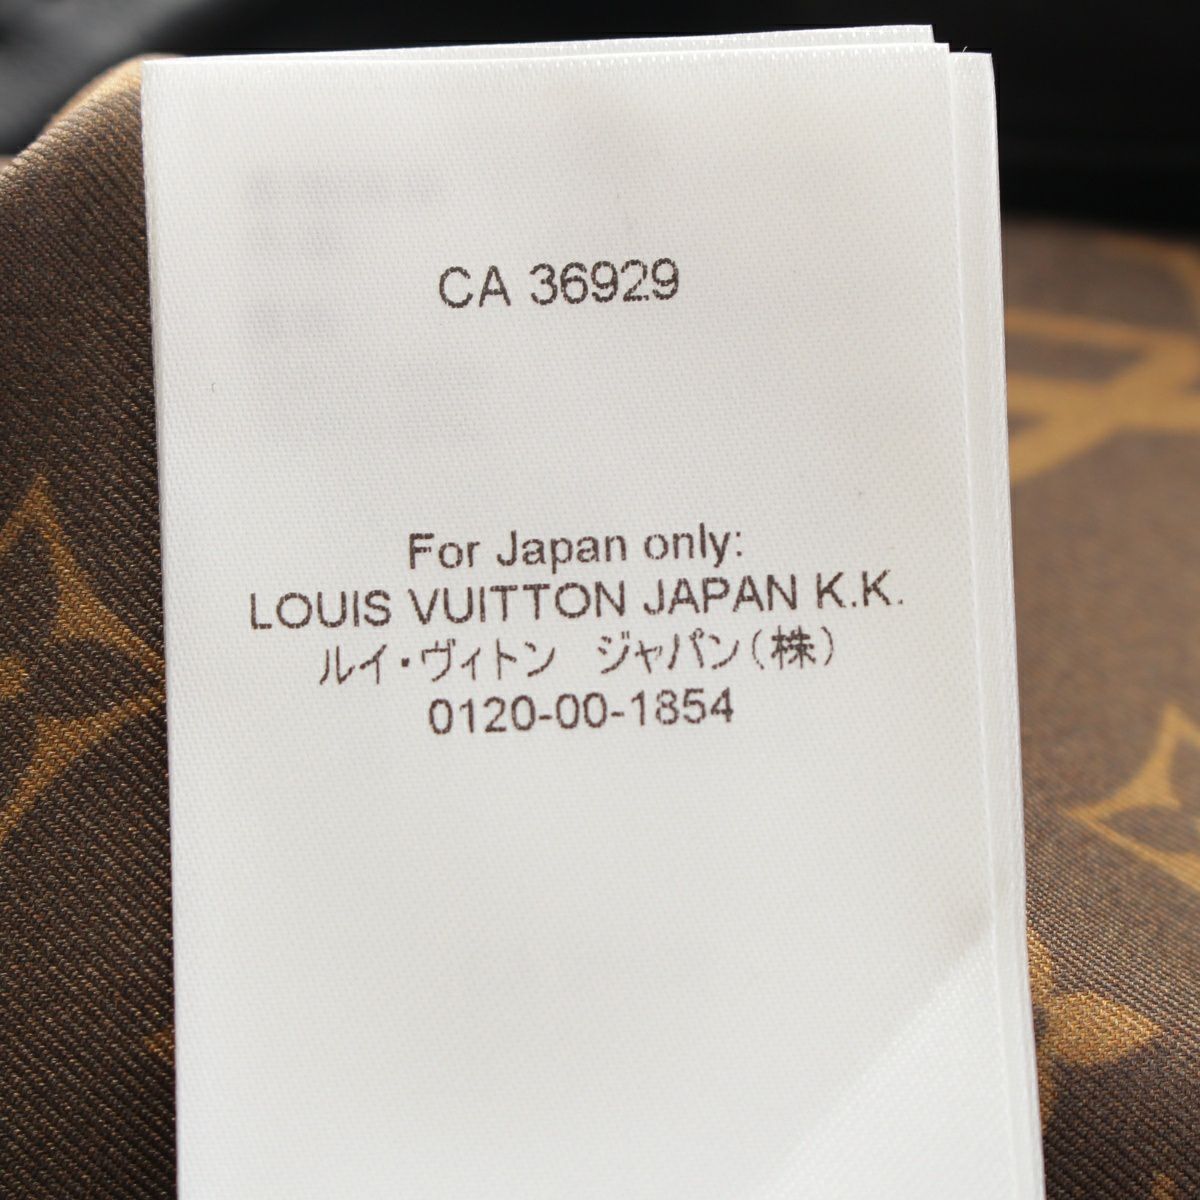 CA 36929
For Japan only:
LOUIS VUITTON JAPAN K.K.
ルイ・ヴィトン ジャパン(株)
0120-00-1854